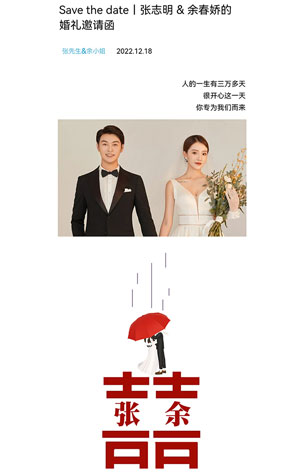 Save the date丨张志明 & 余春娇的
婚礼邀请函
张先生&余小姐 2022.12.18
人的一生有三万多天
很开心这一天
你专为我们而来
囍
张 余